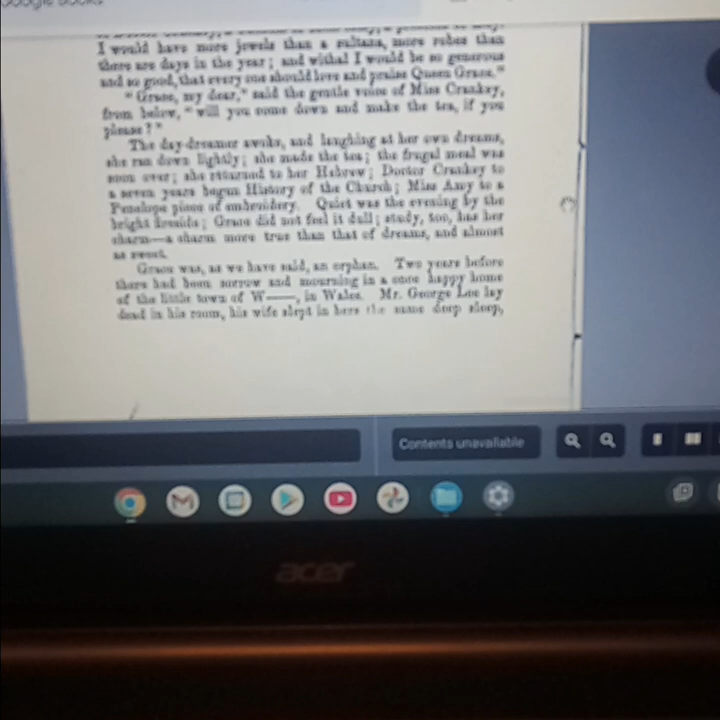 Google Books
I would have more jewels than a sultana, more robes than
there are days in the year; and withal I would be so generous
and so good, that every one should love and praise Queen Grace."
"Grace, my dear," said the gentle voice of Miss Crankey,
from below, "will you come down and make the tea, if you
please?"
The day-dreamer awoke, and laughing at her own dreams,
she ran down lightly; she made the tea; the frugal meal was
soon over; she returned to her Hebrew; Doctor Crankey to
a seven years begun History of the Church; Miss Amy to a
Penelope piece of embroidery. Quiet was the evening by the
bright fireside; Grace did not feel it dull; study, too, has her
charm—a charm more true than that of dreams, and almost
as sweet.
Grace was, as we have said, an orphan. Two years before
there had been sorrow and mourning in a once happy home
of the little town of W——, in Wales. Mr. George Lee lay
dead in his room, his wife slept in hers the same deep sleep,
Contents unavailable
acer